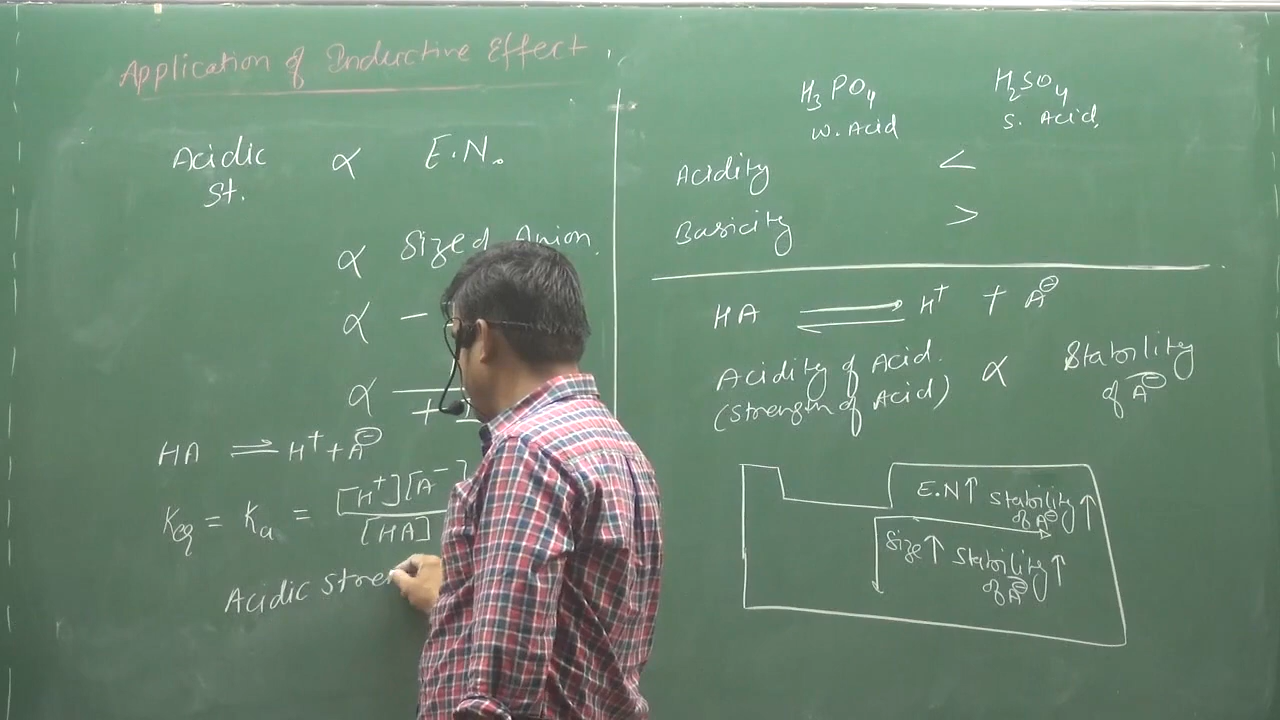 Application of Inductive Effect
Acidic St. ∝ E.N.
∝ Sized Anion
∝ -
∝ +
HA ⇌ H⁺ + A⊖
Keq = Ka = [H⁺][A⁻] / [HA]
Acidic stren
H₃PO₄ H₂SO₄
W. Acid S. Acid
Acidity <
Basicity >
HA ⇌ H⁺ + A⊖
Acidity of Acid. ∝ Stability
(Strength of Acid) of A⊖
E.N↑ Stability of A⊖ ↑
Size↑ Stability of A⊖ ↑